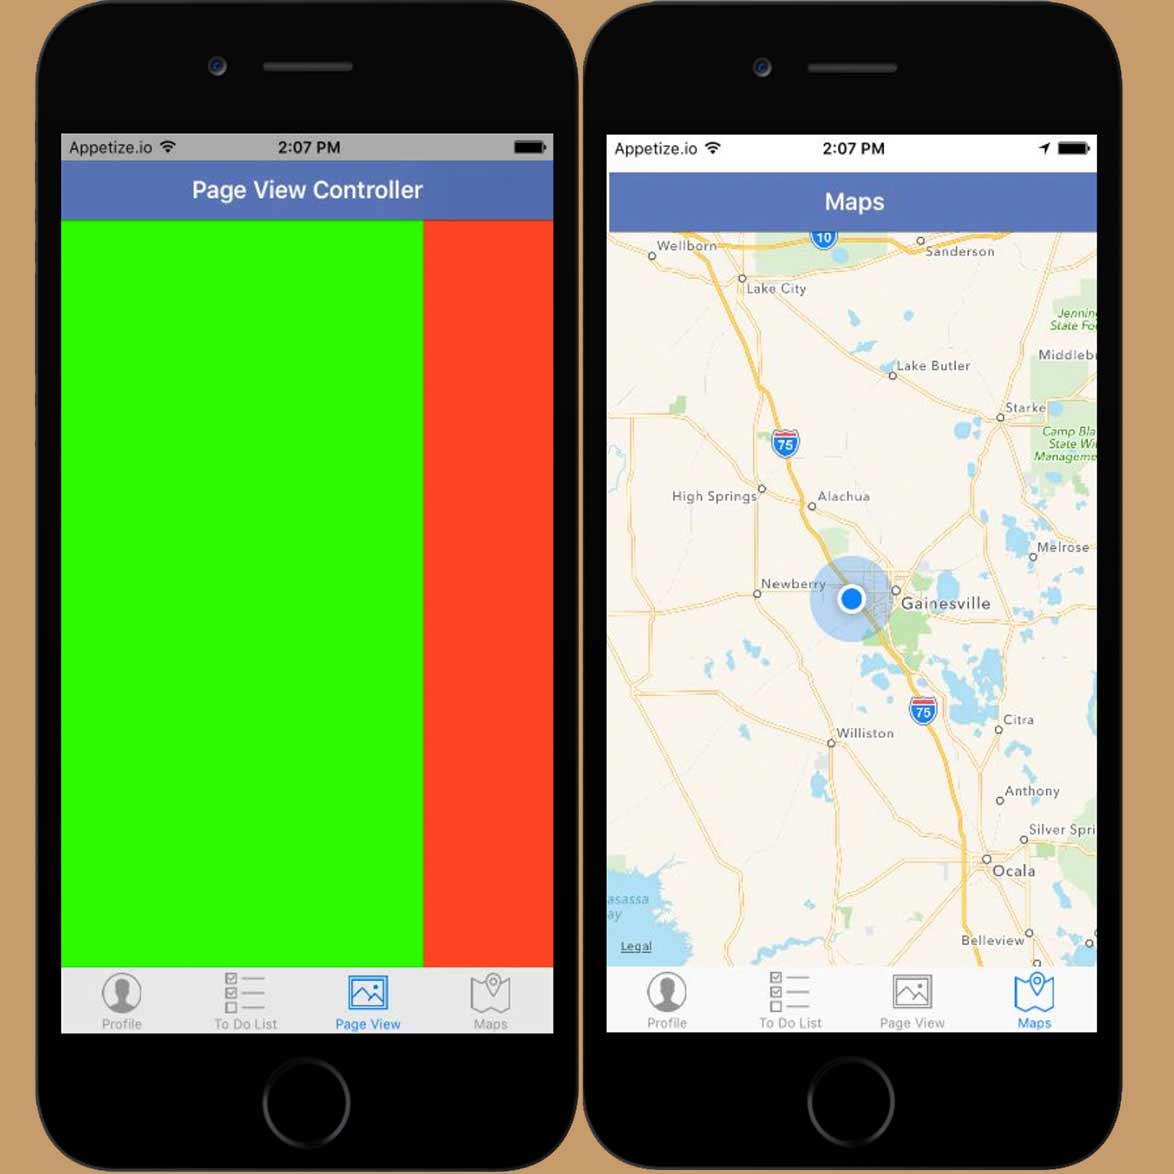 Appetize.io 2:07 PM
Page View Controller
Profile To Do List Page View Maps
Appetize.io 2:07 PM
Maps
10
Wellborn
Sanderson
Lake City
Jennin
State Fo
Middleb
Lake Butler
Starke
Camp Bla
State Wi
Manageme
75
High Springs
Alachua
Melrose
Newberry
Gainesville
75
Citra
Williston
Anthony
Silver Spri
Ocala
asassa
ay
Belleview
Legal
Profile To Do List Page View Maps